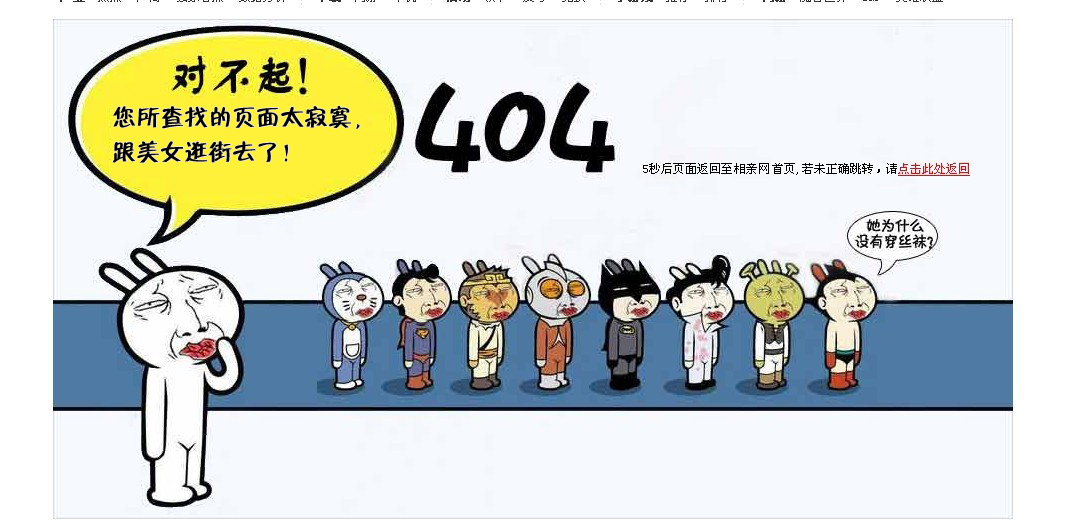 对不起!
您所查找的页面太寂寞,
跟美女逛街去了!
404
5秒后页面返回至相亲网首页,若未正确跳转,请点击此处返回
她为什么
没有穿丝袜?